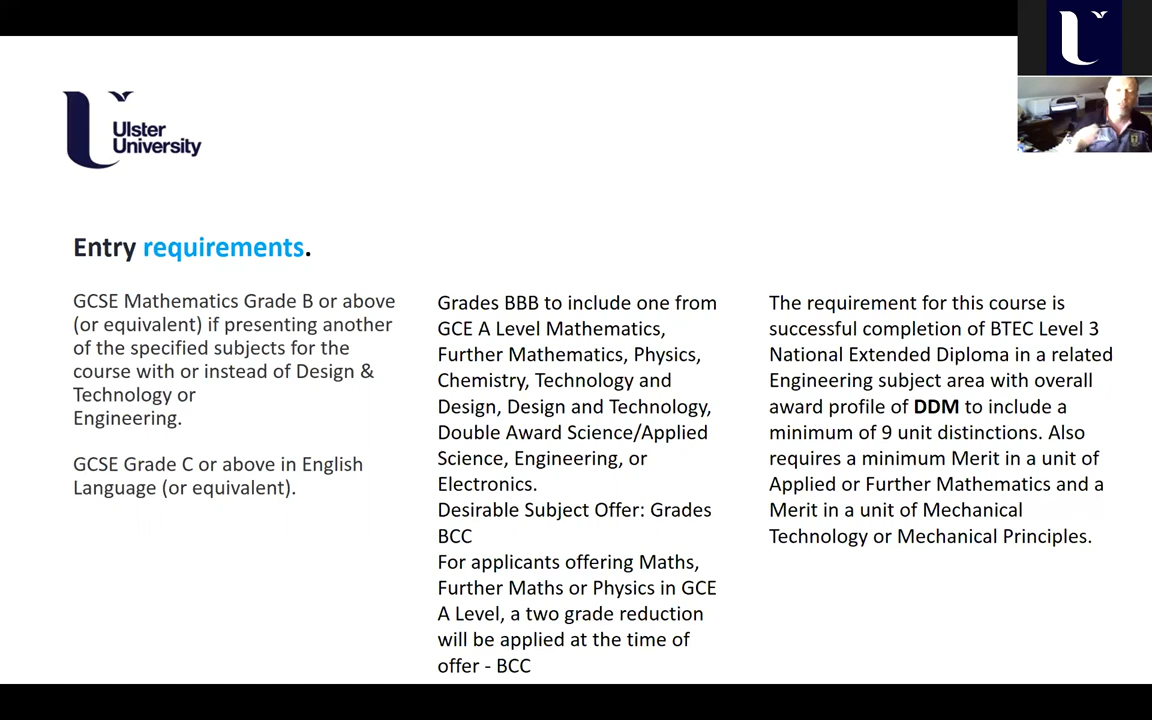 Ulster
University
Entry requirements.
GCSE Mathematics Grade B or above
(or equivalent) if presenting another
of the specified subjects for the
course with or instead of Design &
Technology or
Engineering.
GCSE Grade C or above in English
Language (or equivalent).
Grades BBB to include one from
GCE A Level Mathematics,
Further Mathematics, Physics,
Chemistry, Technology and
Design, Design and Technology,
Double Award Science/Applied
Science, Engineering, or
Electronics.
Desirable Subject Offer: Grades
BCC
For applicants offering Maths,
Further Maths or Physics in GCE
A Level, a two grade reduction
will be applied at the time of
offer - BCC
The requirement for this course is
successful completion of BTEC Level 3
National Extended Diploma in a related
Engineering subject area with overall
award profile of DDM to include a
minimum of 9 unit distinctions. Also
requires a minimum Merit in a unit of
Applied or Further Mathematics and a
Merit in a unit of Mechanical
Technology or Mechanical Principles.